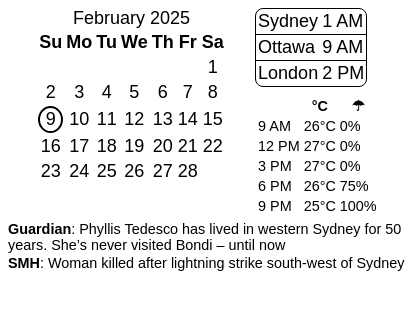 February 2025
Su Mo Tu We Th Fr Sa
1
2 3 4 5 6 7 8
9 10 11 12 13 14 15
16 17 18 19 20 21 22
23 24 25 26 27 28
Sydney 1 AM
Ottawa 9 AM
London 2 PM
°C ☂
9 AM 26°C 0%
12 PM 27°C 0%
3 PM 27°C 0%
6 PM 26°C 75%
9 PM 25°C 100%
Guardian: Phyllis Tedesco has lived in western Sydney for 50
years. She’s never visited Bondi – until now
SMH: Woman killed after lightning strike south-west of Sydney